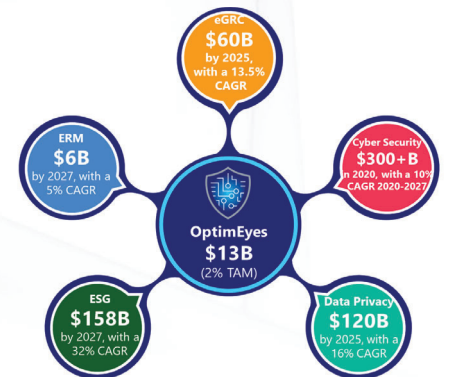 eGRC
$60B
by 2025,
with a 13.5%
CAGR
ERM
$6B
by 2027, with a
5% CAGR
Cyber Security
$300+B
in 2020, with a 10%
CAGR 2020-2027
OptimEyes
$13B
(2% TAM)
ESG
$158B
by 2027, with a
32% CAGR
Data Privacy
$120B
by 2025, with a
16% CAGR